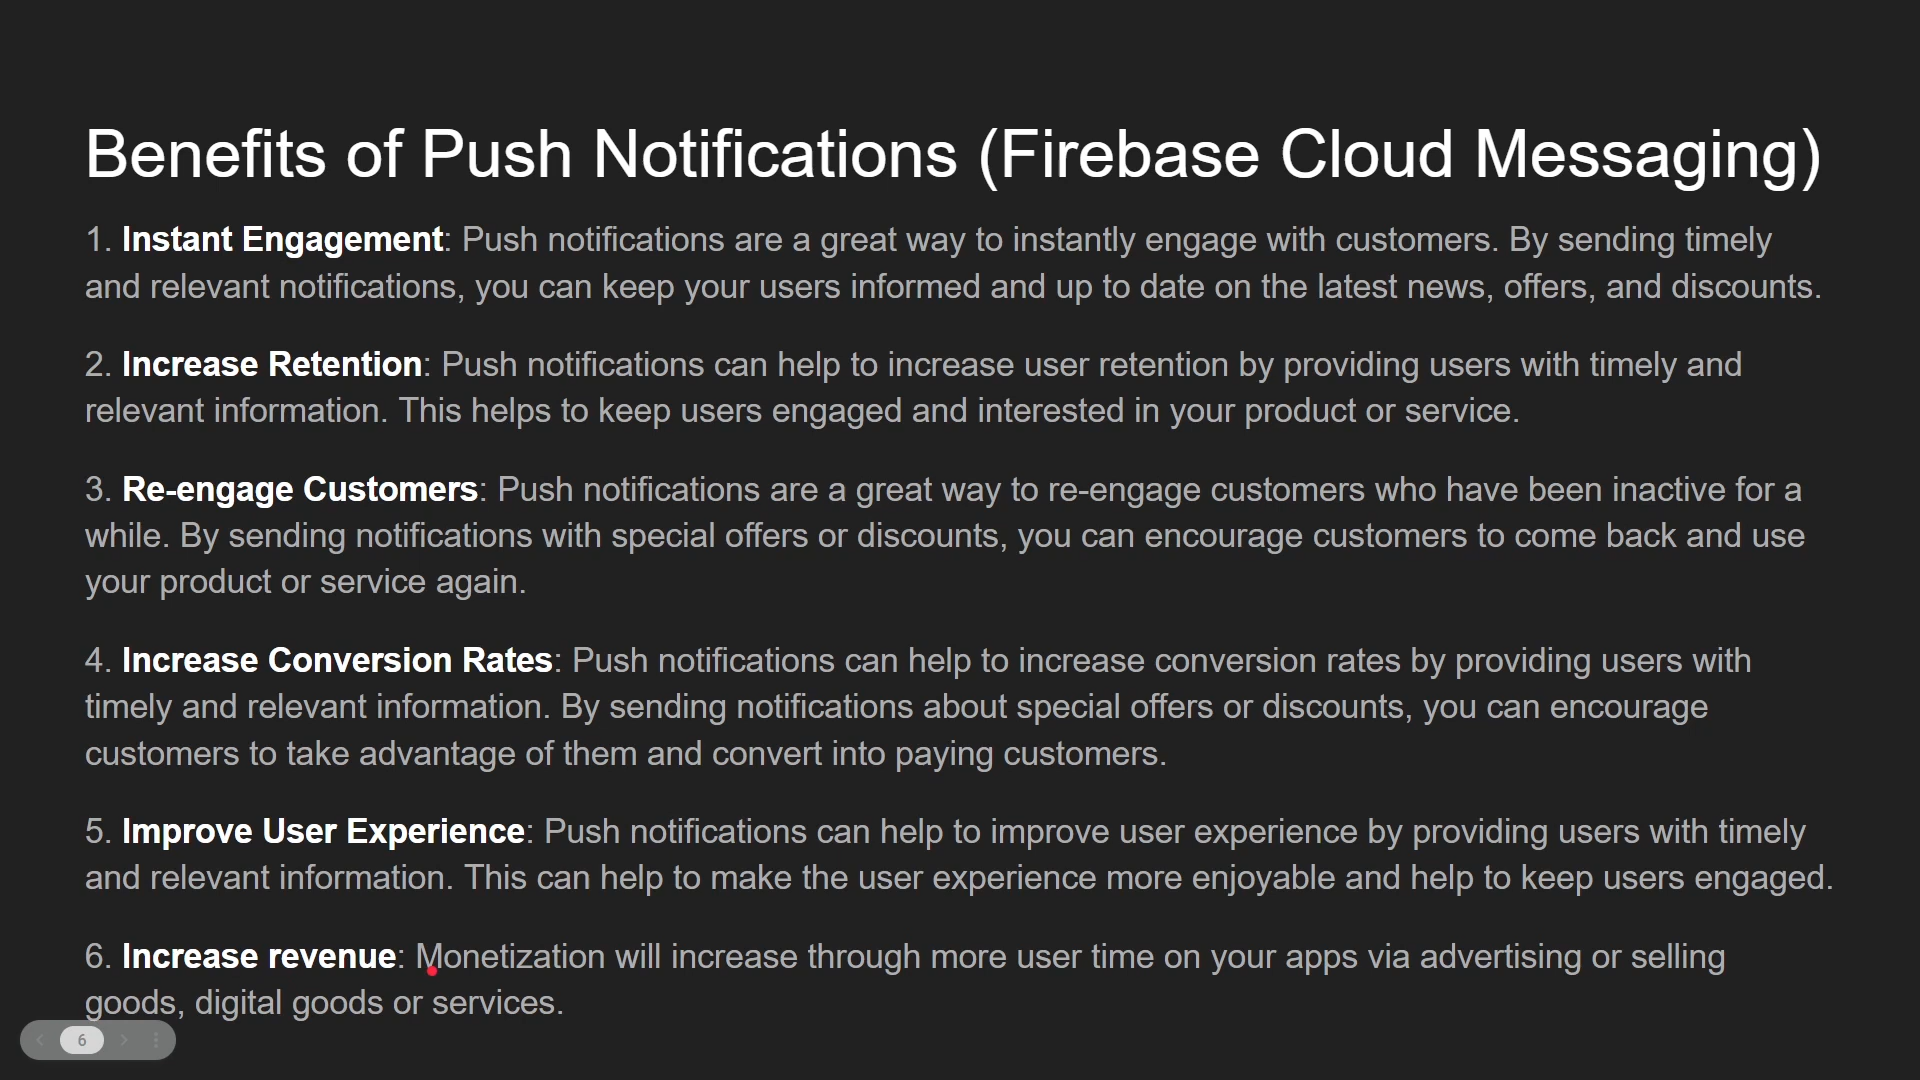 Benefits of Push Notifications (Firebase Cloud Messaging)
1. Instant Engagement: Push notifications are a great way to instantly engage with customers. By sending timely
and relevant notifications, you can keep your users informed and up to date on the latest news, offers, and discounts.
2. Increase Retention: Push notifications can help to increase user retention by providing users with timely and
relevant information. This helps to keep users engaged and interested in your product or service.
3. Re-engage Customers: Push notifications are a great way to re-engage customers who have been inactive for a
while. By sending notifications with special offers or discounts, you can encourage customers to come back and use
your product or service again.
4. Increase Conversion Rates: Push notifications can help to increase conversion rates by providing users with
timely and relevant information. By sending notifications about special offers or discounts, you can encourage
customers to take advantage of them and convert into paying customers.
5. Improve User Experience: Push notifications can help to improve user experience by providing users with timely
and relevant information. This can help to make the user experience more enjoyable and help to keep users engaged.
6. Increase revenue: Monetization will increase through more user time on your apps via advertising or selling
goods, digital goods or services.
6